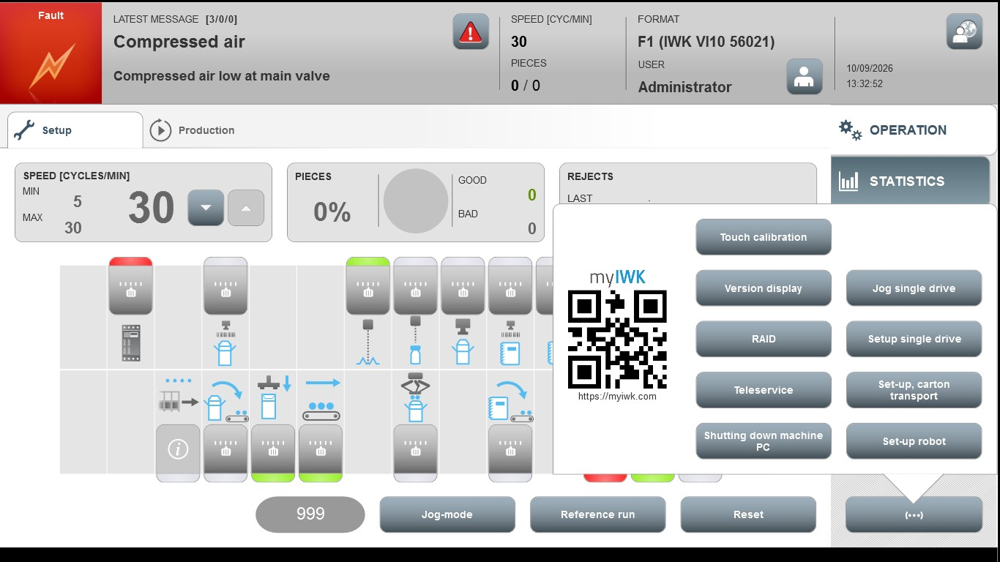 Fault
LATEST MESSAGE [3/0/0]
Compressed air
Compressed air low at main valve
SPEED [CYC/MIN]
30
PIECES
0 / 0
FORMAT
F1 (IWK VI10 56021)
USER
Administrator
10/09/2026
13:32:52
Setup
Production
OPERATION
STATISTICS
SPEED [CYCLES/MIN]
MIN
5
MAX
30
30
PIECES
0%
GOOD
0
BAD
0
REJECTS
LAST
.
Touch calibration
myIWK
https://myiwk.com
Version display
Jog single drive
RAID
Setup single drive
Teleservice
Set-up, carton
transport
Shutting down machine
PC
Set-up robot
i
999
Jog-mode
Reference run
Reset
(•••)